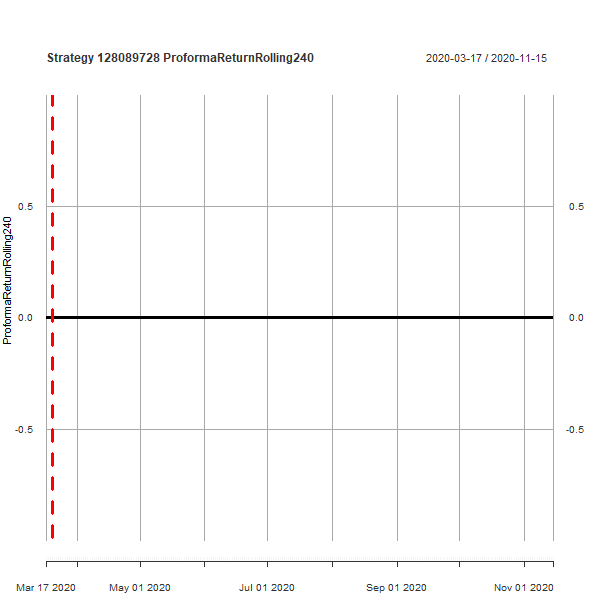 Strategy 128089728 ProformaReturnRolling240
2020-03-17 / 2020-11-15
ProformaReturnRolling240
0.5
0.5
0.0
0.0
-0.5
-0.5
Mar 17 2020
May 01 2020
Jul 01 2020
Sep 01 2020
Nov 01 2020